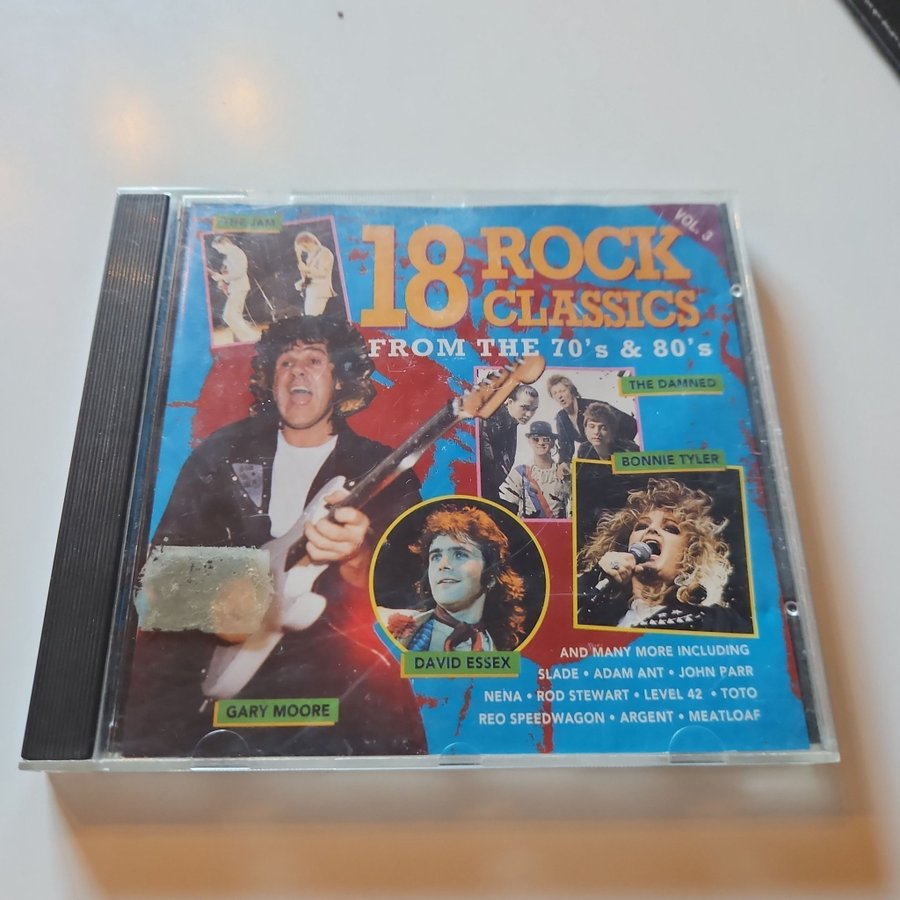 THE JAM
VOL. 3
18 ROCK
CLASSICS
FROM THE 70's & 80's
THE DAMNED
BONNIE TYLER
DAVID ESSEX
GARY MOORE
AND MANY MORE INCLUDING
SLADE • ADAM ANT • JOHN PARR
NENA • ROD STEWART • LEVEL 42 • TOTO
REO SPEEDWAGON • ARGENT • MEATLOAF